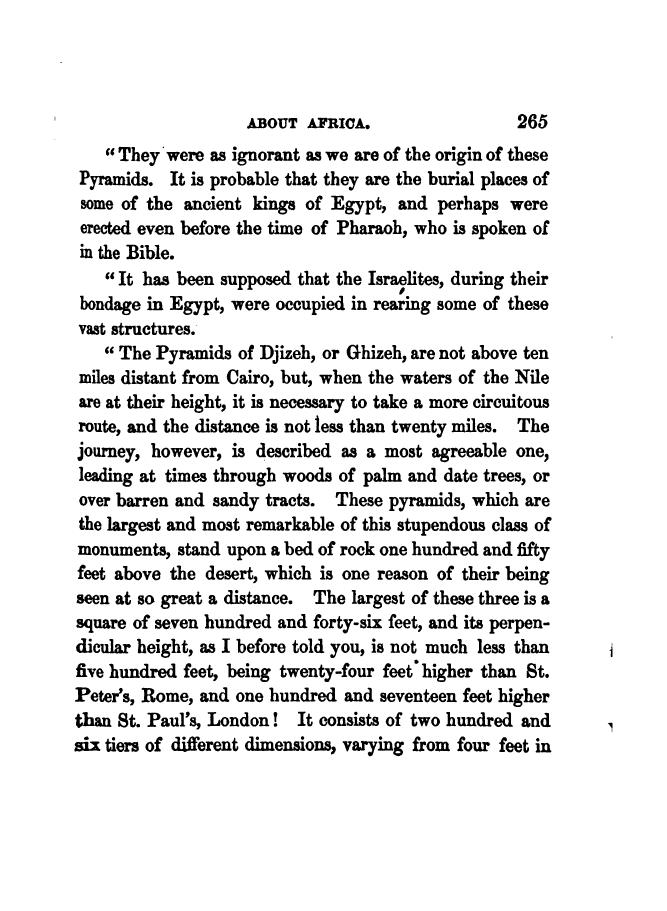 ABOUT AFRICA. 265
"They were as ignorant as we are of the origin of these
Pyramids. It is probable that they are the burial places of
some of the ancient kings of Egypt, and perhaps were
erected even before the time of Pharaoh, who is spoken of
in the Bible.
"It has been supposed that the Israelites, during their
bondage in Egypt, were occupied in rearing some of these
vast structures.
"The Pyramids of Djizeh, or Ghizeh, are not above ten
miles distant from Cairo, but, when the waters of the Nile
are at their height, it is necessary to take a more circuitous
route, and the distance is not less than twenty miles. The
journey, however, is described as a most agreeable one,
leading at times through woods of palm and date trees, or
over barren and sandy tracts. These pyramids, which are
the largest and most remarkable of this stupendous class of
monuments, stand upon a bed of rock one hundred and fifty
feet above the desert, which is one reason of their being
seen at so great a distance. The largest of these three is a
square of seven hundred and forty-six feet, and its perpen-
dicular height, as I before told you, is not much less than
five hundred feet, being twenty-four feet higher than St.
Peter's, Rome, and one hundred and seventeen feet higher
than St. Paul's, London! It consists of two hundred and
six tiers of different dimensions, varying from four feet in